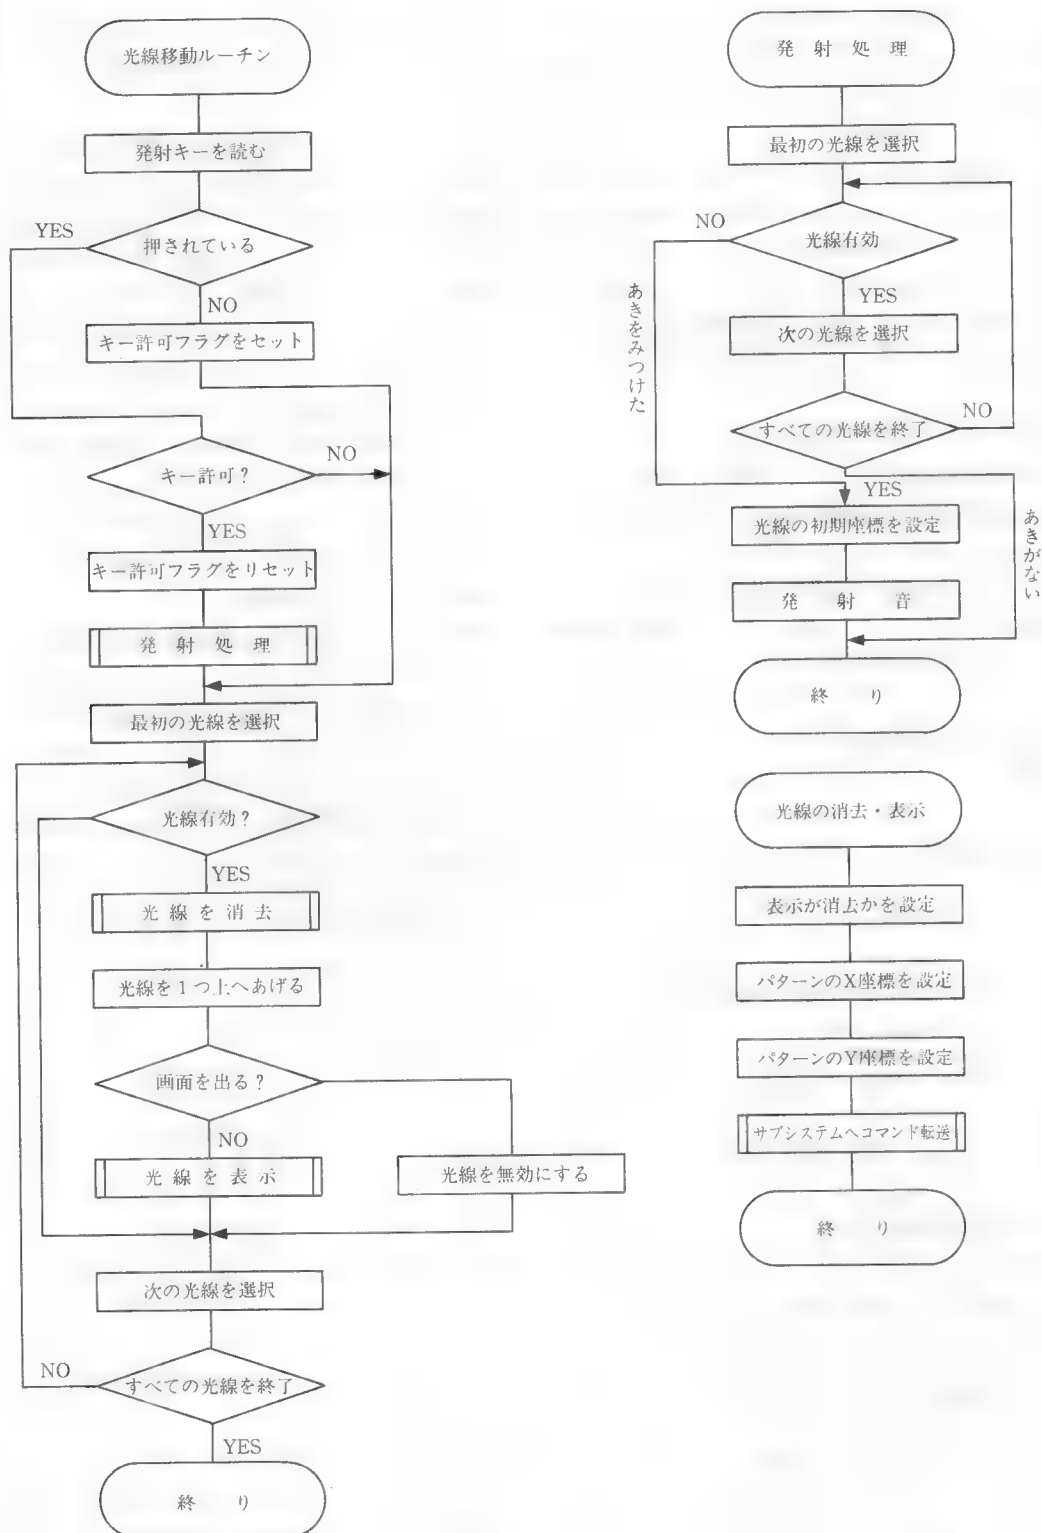 光線移動ルーチン
発射キーを読む
YES
押されている
NO
キー許可フラグをセット
キー許可?
NO
YES
キー許可フラグをリセット
発射処理
最初の光線を選択
光線有効?
YES
光線を消去
光線を1つ上へあげる
画面を出る?
NO
光線を表示
光線を無効にする
次の光線を選択
NO
すべての光線を終了
YES
終り
発射処理
最初の光線を選択
NO
光線有効
YES
あきをみつけた
次の光線を選択
すべての光線を終了
NO
YES
あきがない
光線の初期座標を設定
発射音
終り
光線の消去・表示
表示が消去かを設定
パターンのX座標を設定
パターンのY座標を設定
サブシステムへコマンド転送
終り